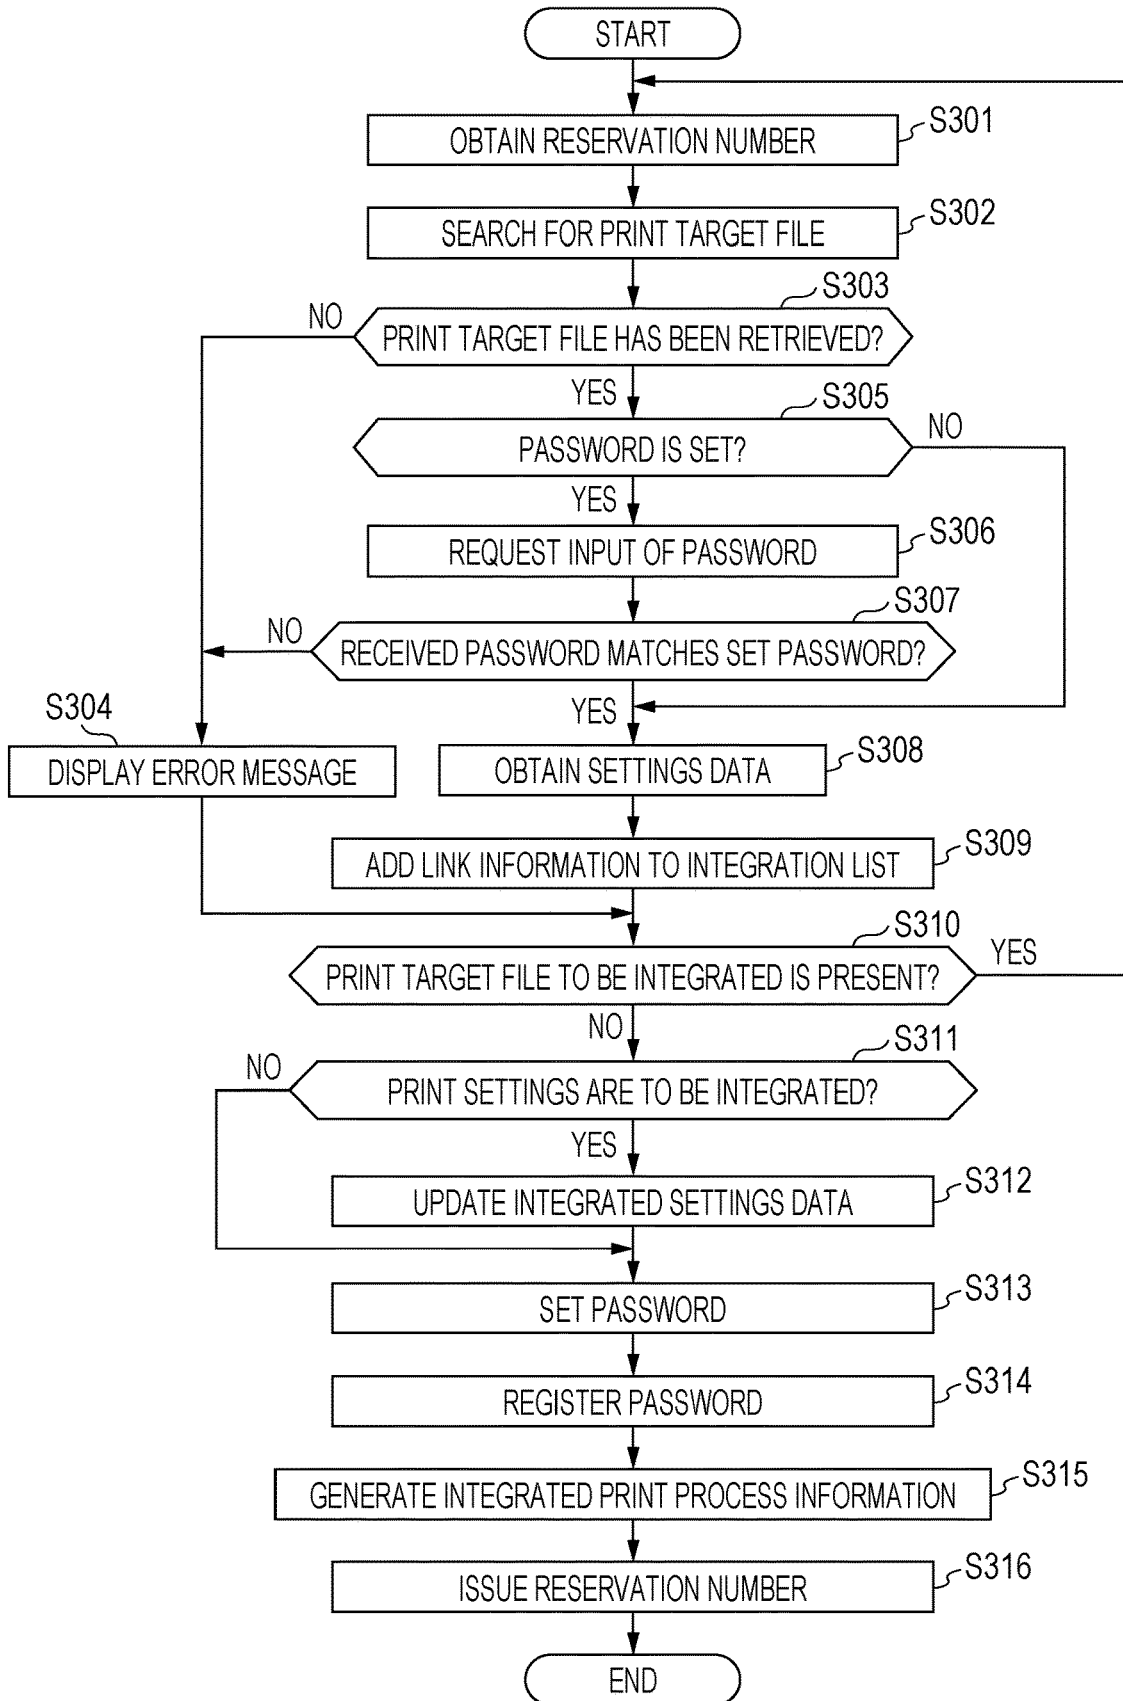 START
OBTAIN RESERVATION NUMBER
S301
SEARCH FOR PRINT TARGET FILE
S302
S303
NO
PRINT TARGET FILE HAS BEEN RETRIEVED?
YES
S305
PASSWORD IS SET?
NO
YES
REQUEST INPUT OF PASSWORD
S306
S307
NO
RECEIVED PASSWORD MATCHES SET PASSWORD?
YES
S304
DISPLAY ERROR MESSAGE
OBTAIN SETTINGS DATA
S308
ADD LINK INFORMATION TO INTEGRATION LIST
S309
S310
PRINT TARGET FILE TO BE INTEGRATED IS PRESENT?
YES
NO
S311
NO
PRINT SETTINGS ARE TO BE INTEGRATED?
YES
UPDATE INTEGRATED SETTINGS DATA
S312
SET PASSWORD
S313
REGISTER PASSWORD
S314
GENERATE INTEGRATED PRINT PROCESS INFORMATION
S315
ISSUE RESERVATION NUMBER
S316
END